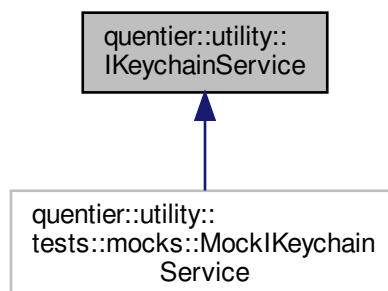 quentier::utility::
IKeychainService
quentier::utility::
tests::mocks::MockIKeychain
Service